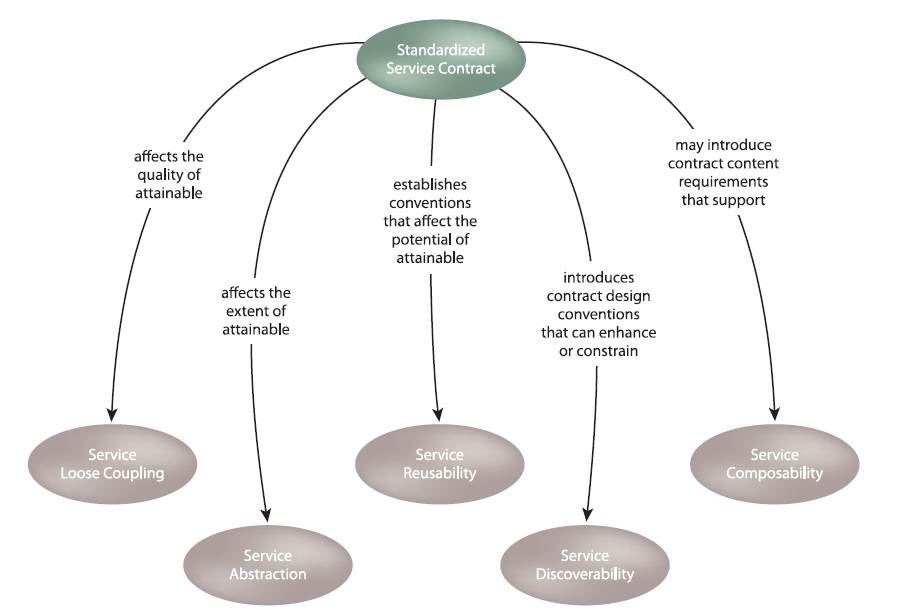 Standardized
Service Contract
affects the
quality of
attainable
affects the
extent of
attainable
establishes
conventions
that affect the
potential of
attainable
introduces
contract design
conventions
that can enhance
or constrain
may introduce
contract content
requirements
that support
Service
Loose Coupling
Service
Abstraction
Service
Reusability
Service
Discoverability
Service
Composability